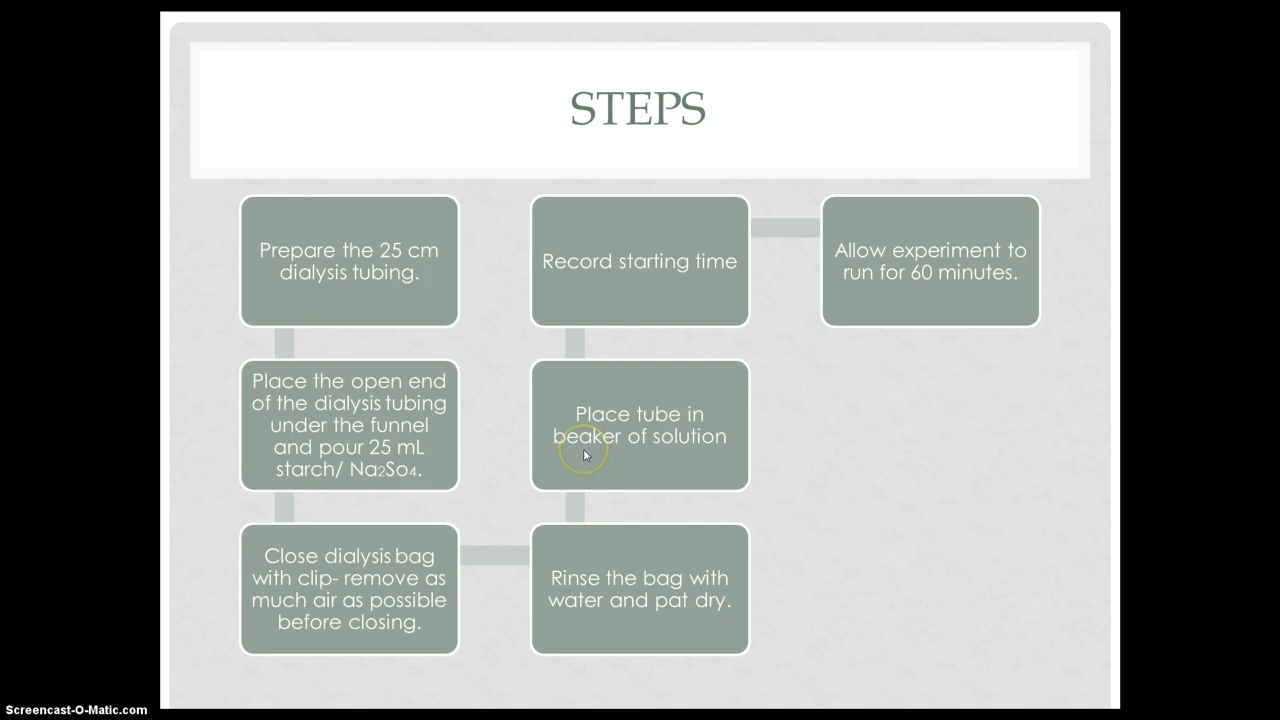 STEPS
Prepare the 25 cm
dialysis tubing.
Place the open end
of the dialysis tubing
under the funnel
and pour 25 mL
starch/ Na2So4.
Close dialysis bag
with clip- remove as
much air as possible
before closing.
Rinse the bag with
water and pat dry.
Place tube in
beaker of solution
Record starting time
Allow experiment to
run for 60 minutes.
Screencast-O-Matic.com